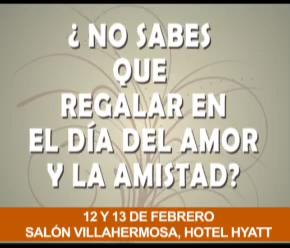 ¿ NO SABES
QUE
REGALAR EN
EL DÍA DEL AMOR
Y LA AMISTAD?
12 Y 13 DE FEBRERO
SALÓN VILLAHERMOSA, HOTEL HYATT